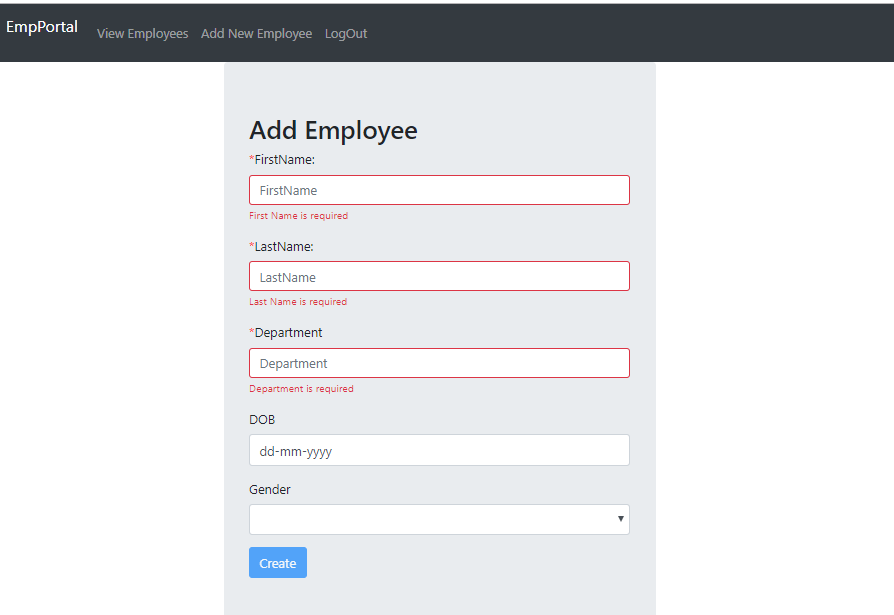 EmpPortal View Employees Add New Employee LogOut
Add Employee
*FirstName:
FirstName
First Name is required
*LastName:
LastName
Last Name is required
*Department
Department
Department is required
DOB
dd-mm-yyyy
Gender
Create